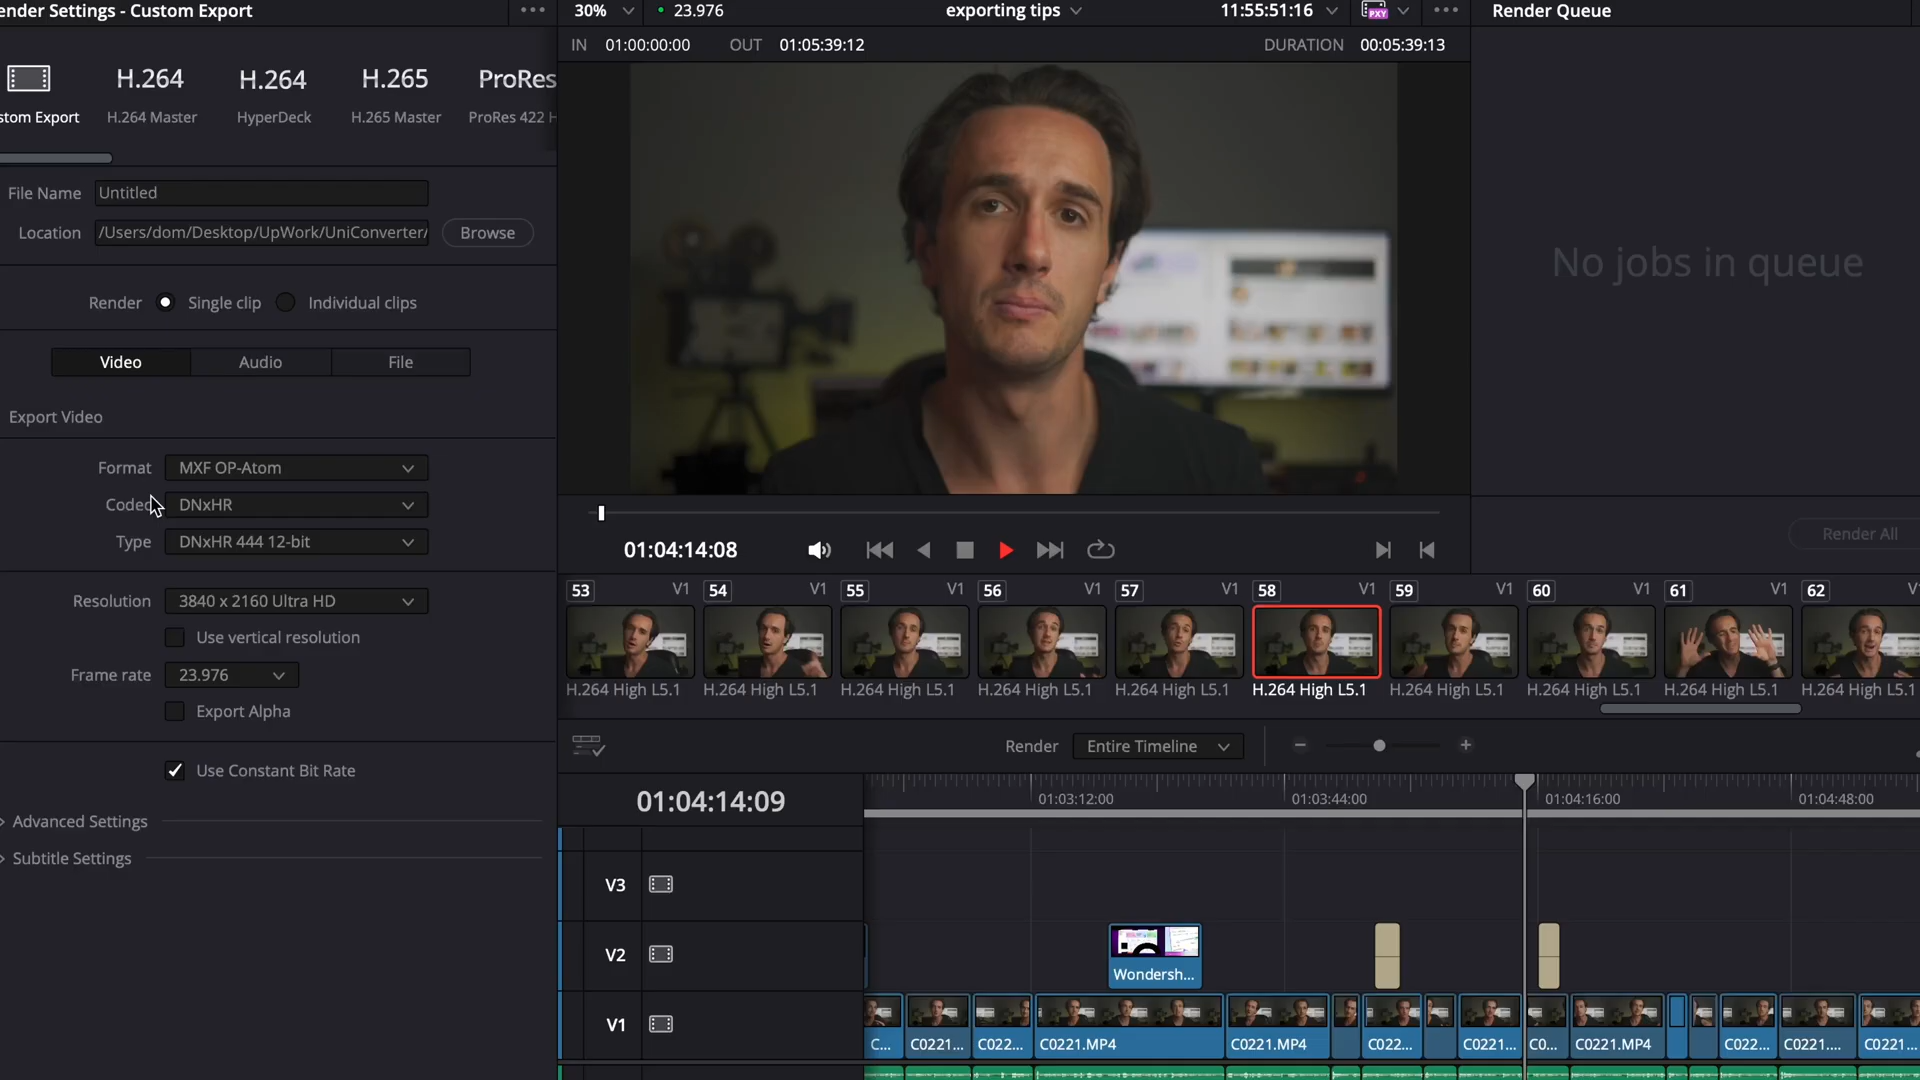 ender Settings - Custom Export
30%
23.976
exporting tips
11:55:51:16
PXY
Render Queue
IN 01:00:00:00
OUT 01:05:39:12
DURATION 00:05:39:13
H.264
H.264
H.265
ProRes
stom Export
H.264 Master
HyperDeck
H.265 Master
ProRes 422 H
File Name Untitled
Location /Users/dom/Desktop/UpWork/UniConverter/ Browse
Render Single clip Individual clips
Video Audio File
Export Video
Format MXF OP-Atom
Codec DNxHR
Type DNxHR 444 12-bit
Resolution 3840 x 2160 Ultra HD
Use vertical resolution
Frame rate 23.976
Export Alpha
Use Constant Bit Rate
Advanced Settings
Subtitle Settings
No jobs in queue
Render All
01:04:14:08
53 V1 54 V1 55 V1 56 V1 57 V1 58 V1 59 V1 60 V1 61 V1 62 V
H.264 High L5.1 H.264 High L5.1 H.264 High L5.1 H.264 High L5.1 H.264 High L5.1 H.264 High L5.1 H.264 High L5.1 H.264 High L5.1 H.264 High L5.1 H.264 High L5.1
Render Entire Timeline
01:04:14:09
01:03:12:00 01:03:44:00 01:04:16:00 01:04:48:00
V3
V2
Wondersh...
V1
C... C0221... C022... C0221.MP4 C0221.MP4 C022... C0221... C0... C0221.MP4 C022... C0221.... C0221...